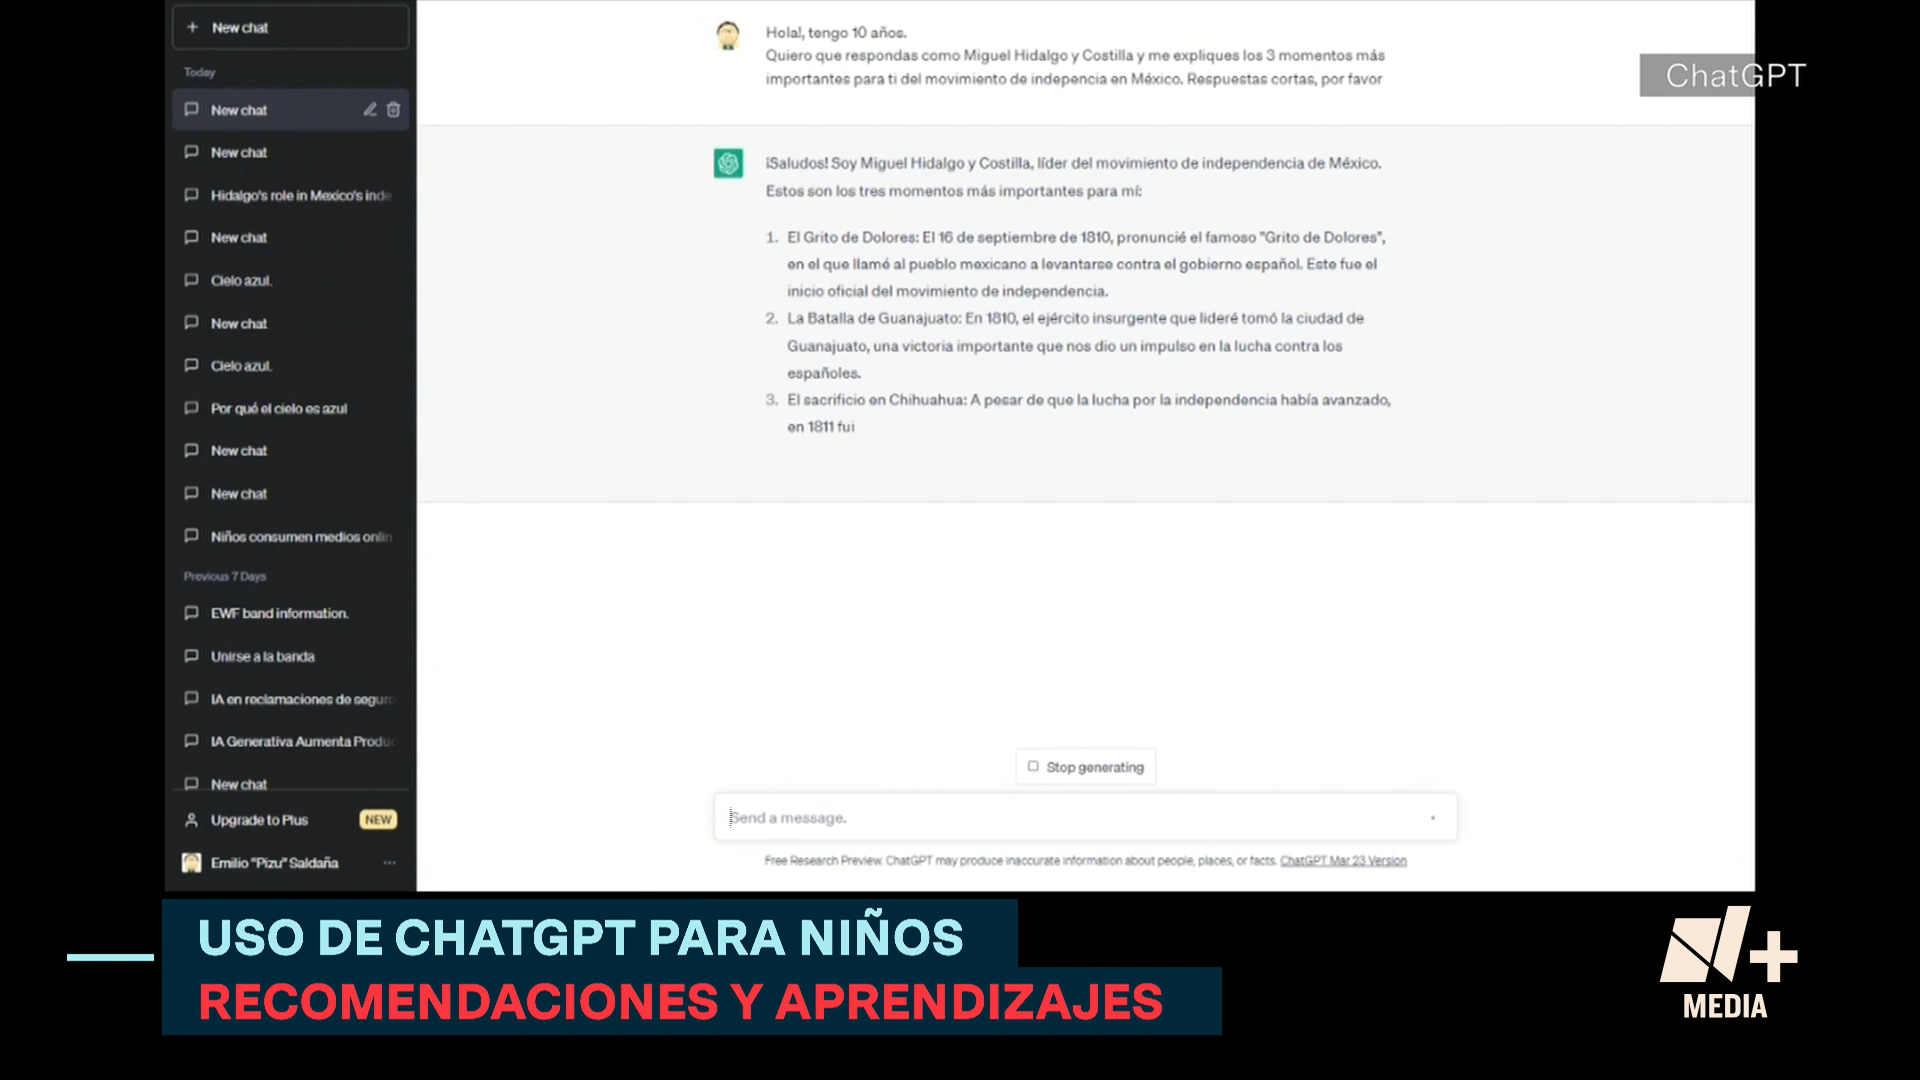 New chat
Today
New chat
New chat
Hidalgo's role in Mexico's inde
New chat
Cielo azul.
New chat
Cielo azul.
Por qué el cielo es azul
New chat
New chat
Niños consumen medios onlin
Previous 7 Days
EWF band information.
Unirse a la banda
IA en reclamaciones de seguro
IA Generativa Aumenta Produc
New chat
Upgrade to Plus NEW
Emilio "Pizu" Saldaña
Hola!, tengo 10 años.
Quiero que respondas como Miguel Hidalgo y Costilla y me expliques los 3 momentos más
importantes para ti del movimiento de indepencia en México. Respuestas cortas, por favor
ChatGPT
¡Saludos! Soy Miguel Hidalgo y Costilla, líder del movimiento de independencia de México.
Estos son los tres momentos más importantes para mí:
1. El Grito de Dolores: El 16 de septiembre de 1810, pronuncié el famoso "Grito de Dolores",
en el que llamé al pueblo mexicano a levantarse contra el gobierno español. Este fue el
inicio oficial del movimiento de independencia.
2. La Batalla de Guanajuato: En 1810, el ejército insurgente que lideré tomó la ciudad de
Guanajuato, una victoria importante que nos dio un impulso en la lucha contra los
españoles.
3. El sacrificio en Chihuahua: A pesar de que la lucha por la independencia había avanzado,
en 1811 fui
Stop generating
Send a message.
Free Research Preview. ChatGPT may produce inaccurate information about people, places, or facts. ChatGPT Mar 23 Version
USO DE CHATGPT PARA NIÑOS
RECOMENDACIONES Y APRENDIZAJES
N+
MEDIA